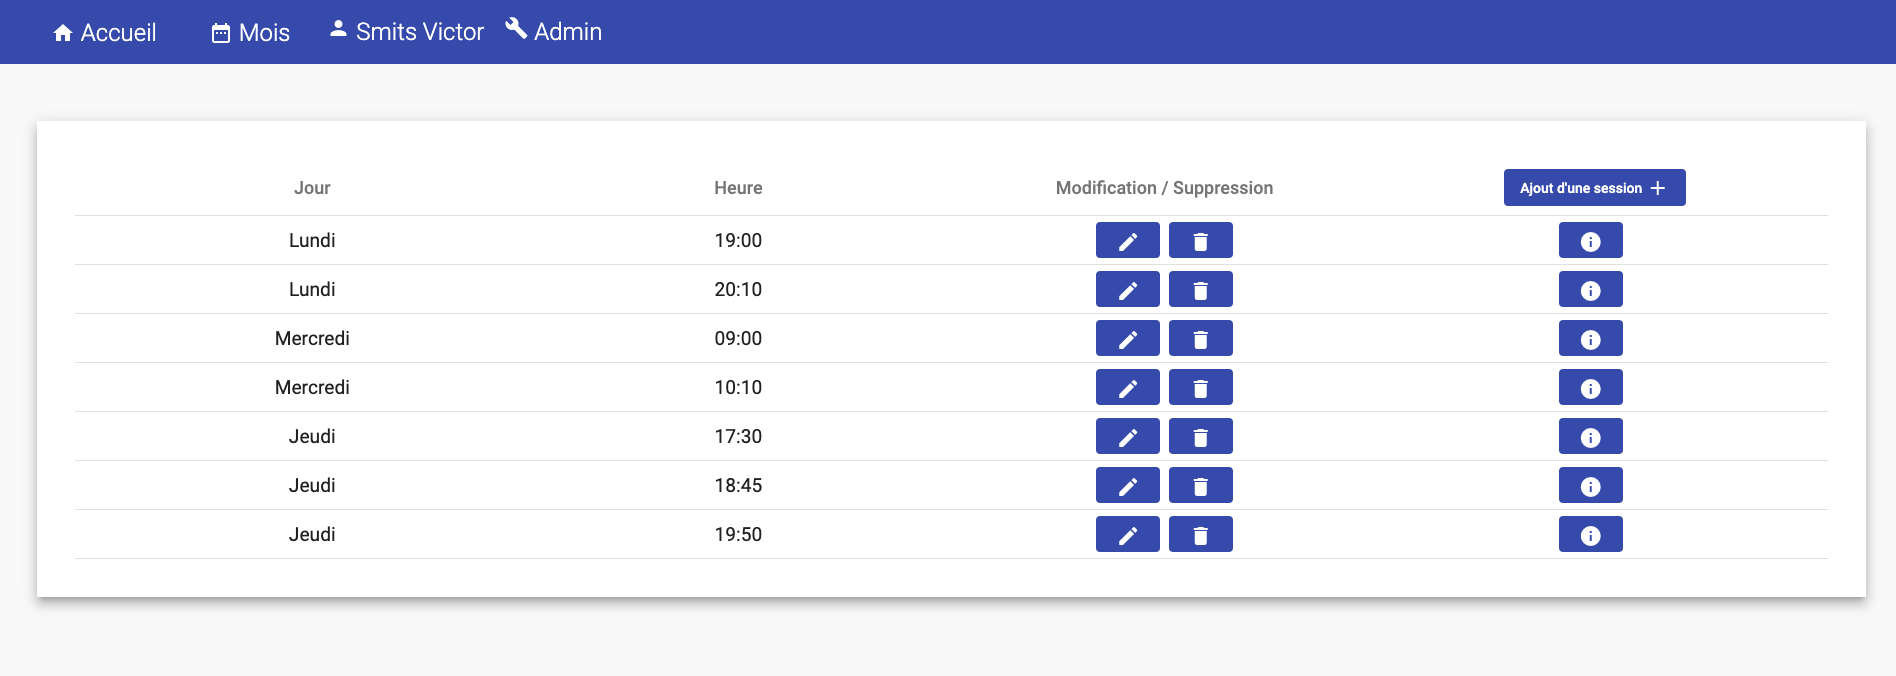 Accueil Mois Smits Victor Admin
Jour Heure Modification / Suppression Ajout d'une session
Lundi 19:00
Lundi 20:10
Mercredi 09:00
Mercredi 10:10
Jeudi 17:30
Jeudi 18:45
Jeudi 19:50